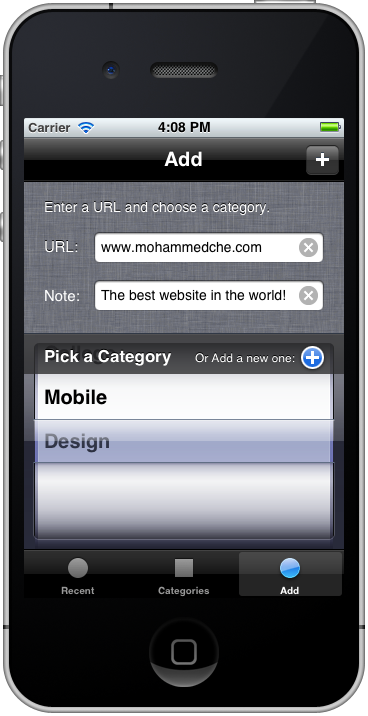 Carrier 4:08 PM
Add
Enter a URL and choose a category.
URL: www.mohammedche.com
Note: The best website in the world!
Pick a Category Or Add a new one:
Mobile
Design
Recent Categories Add